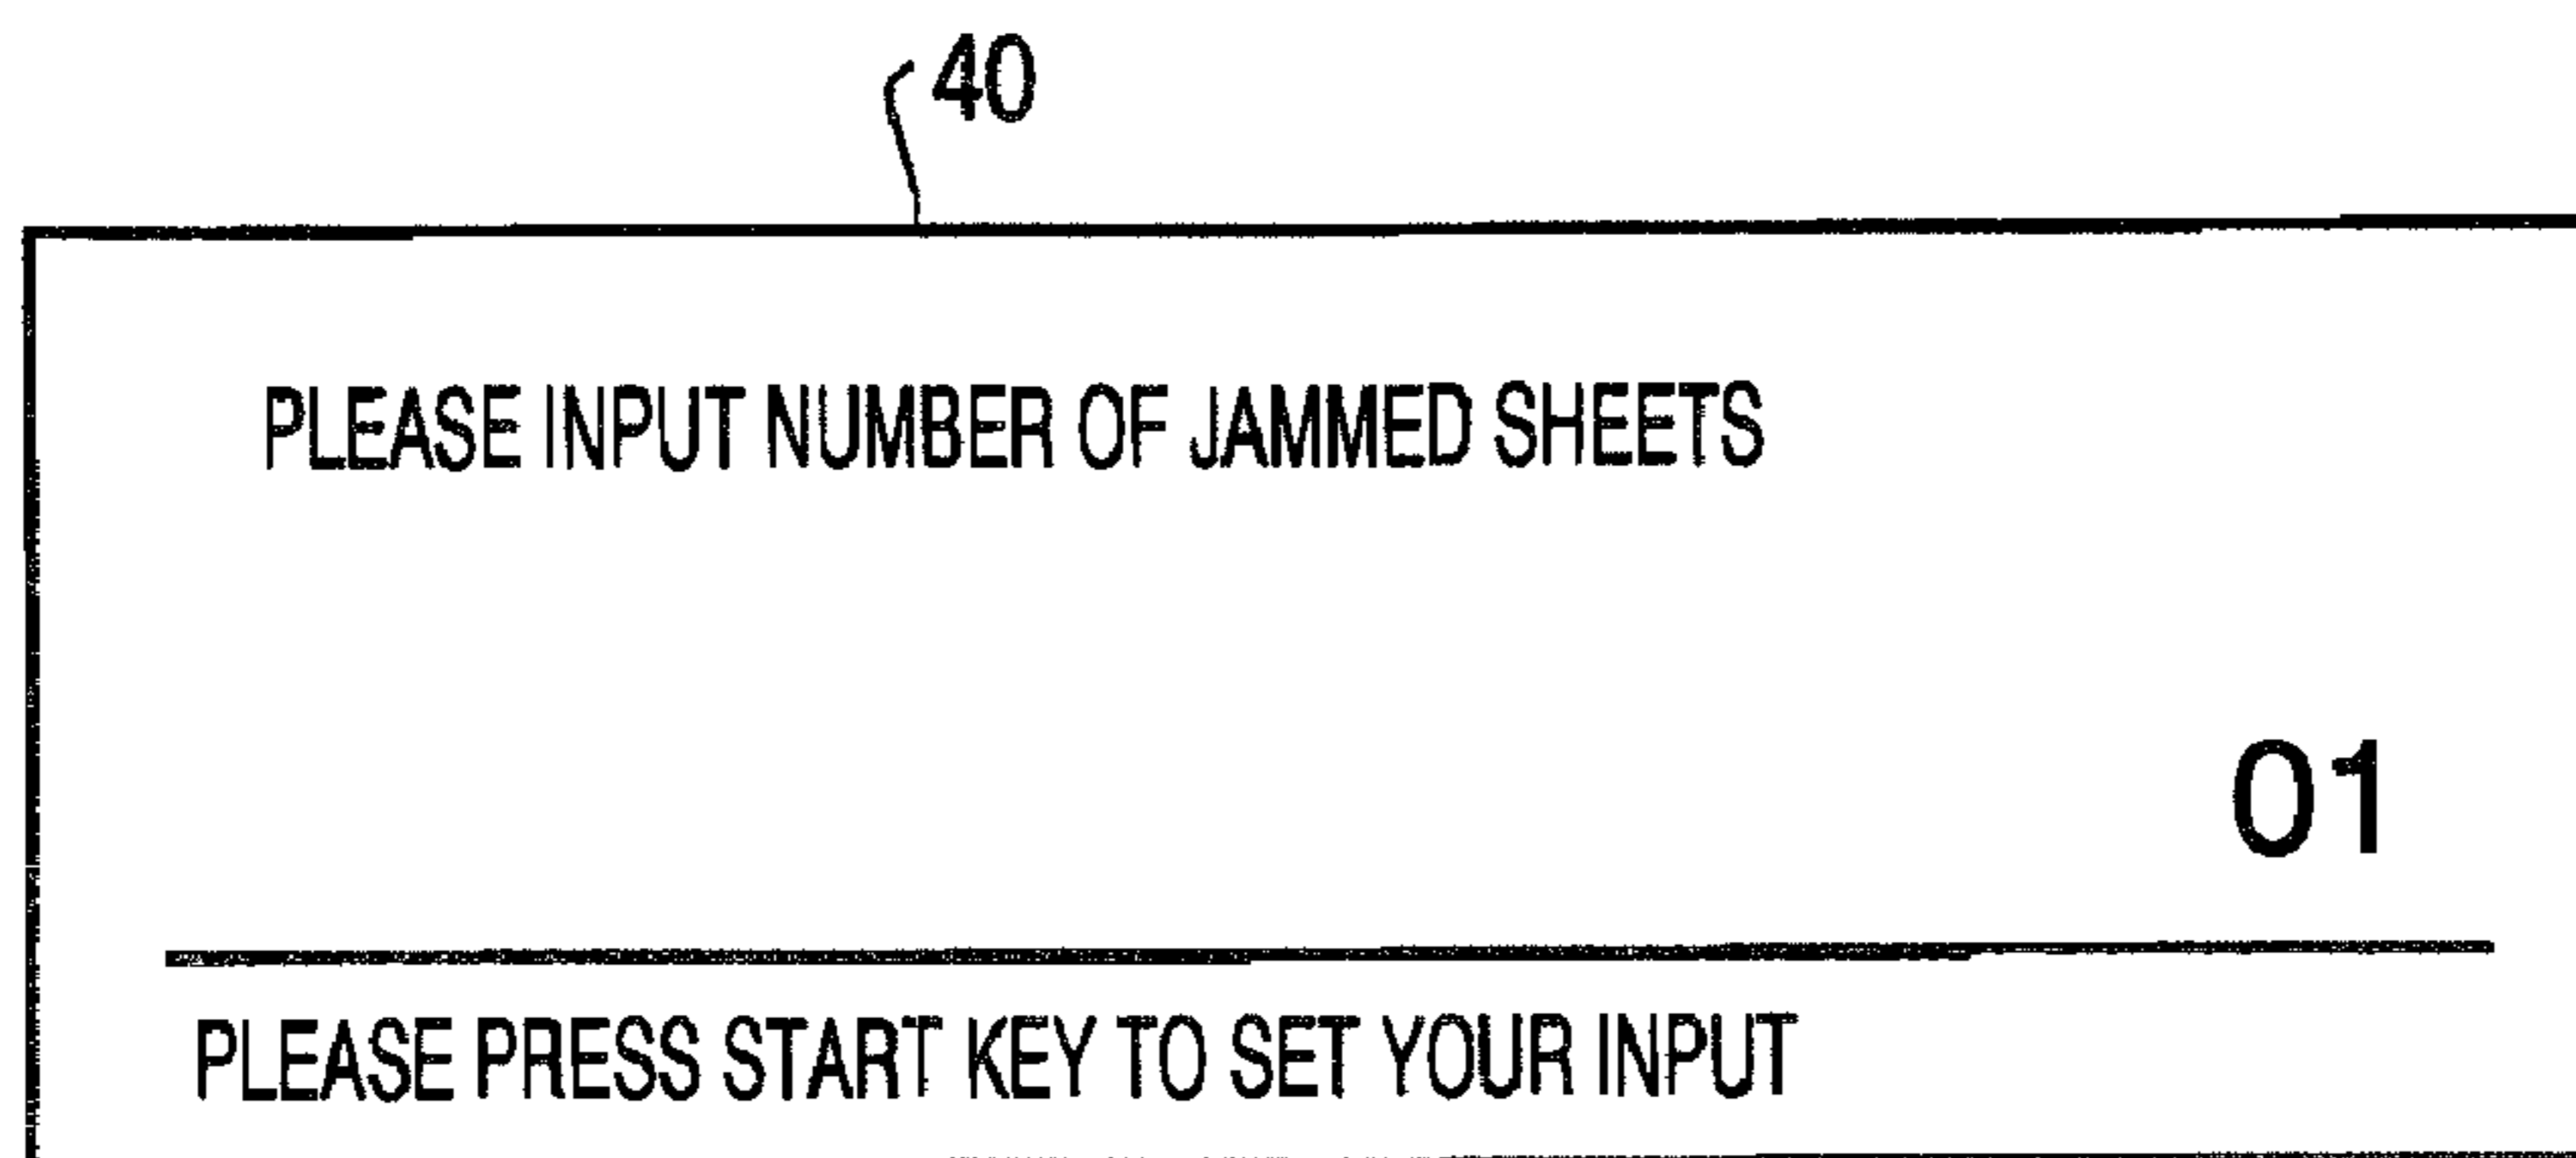 40
PLEASE INPUT NUMBER OF JAMMED SHEETS
01
PLEASE PRESS START KEY TO SET YOUR INPUT